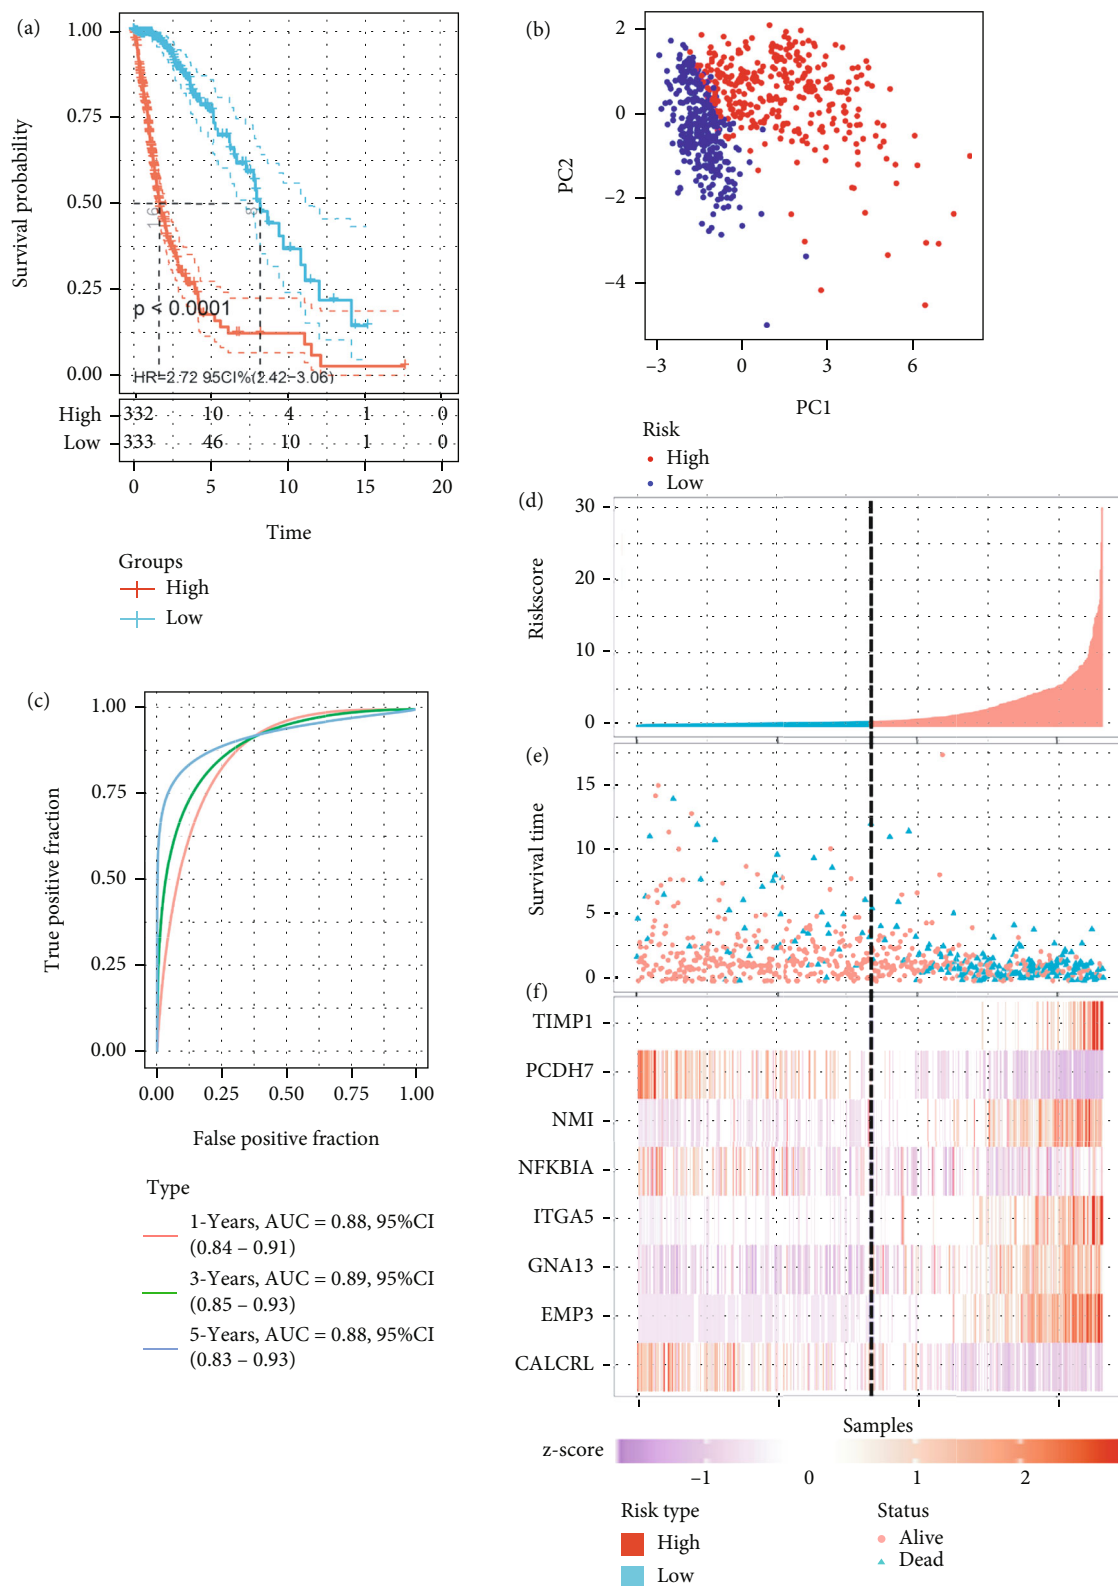 (a)
Survival probability
1.00
0.75
0.50
0.25
0.00
1.6
8
p < 0.0001
HR=2.72 95CI%(2.42−3.06)
High 332 10 4 1 0
Low 333 46 10 1 0
0 5 10 15 20
Time
Groups
High
Low
(b)
PC2
2
0
−2
−4
−3 0 3 6
PC1
Risk
High
Low
(c)
True positive fraction
1.00
0.75
0.50
0.25
0.00
0.00 0.25 0.50 0.75 1.00
False positive fraction
Type
1-Years, AUC = 0.88, 95%CI
(0.84 – 0.91)
3-Years, AUC = 0.89, 95%CI
(0.85 – 0.93)
5-Years, AUC = 0.88, 95%CI
(0.83 – 0.93)
(d)
Riskscore
30
20
10
0
(e)
Survival time
15
10
5
0
(f)
TIMP1
PCDH7
NMI
NFKBIA
ITGA5
GNA13
EMP3
CALCRL
Samples
z-score
−1 0 1 2
Risk type
High
Low
Status
Alive
Dead